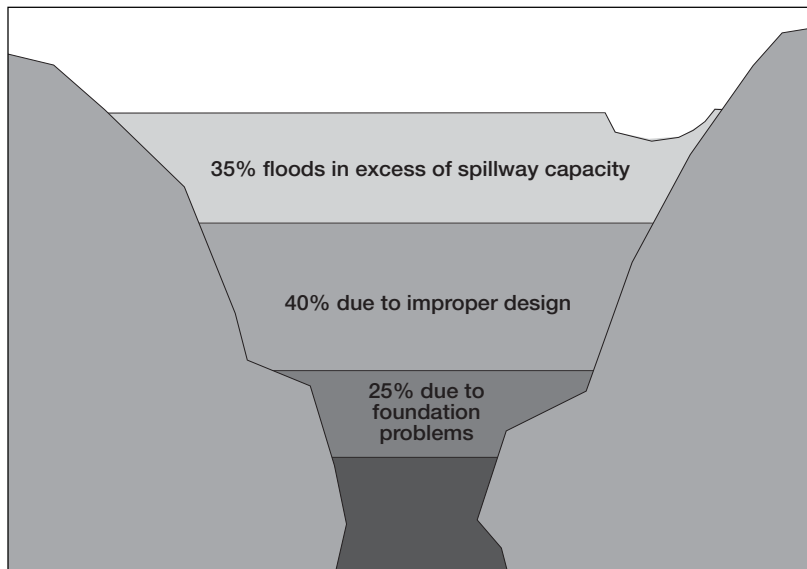 35% floods in excess of spillway capacity
40% due to improper design
25% due to
foundation
problems